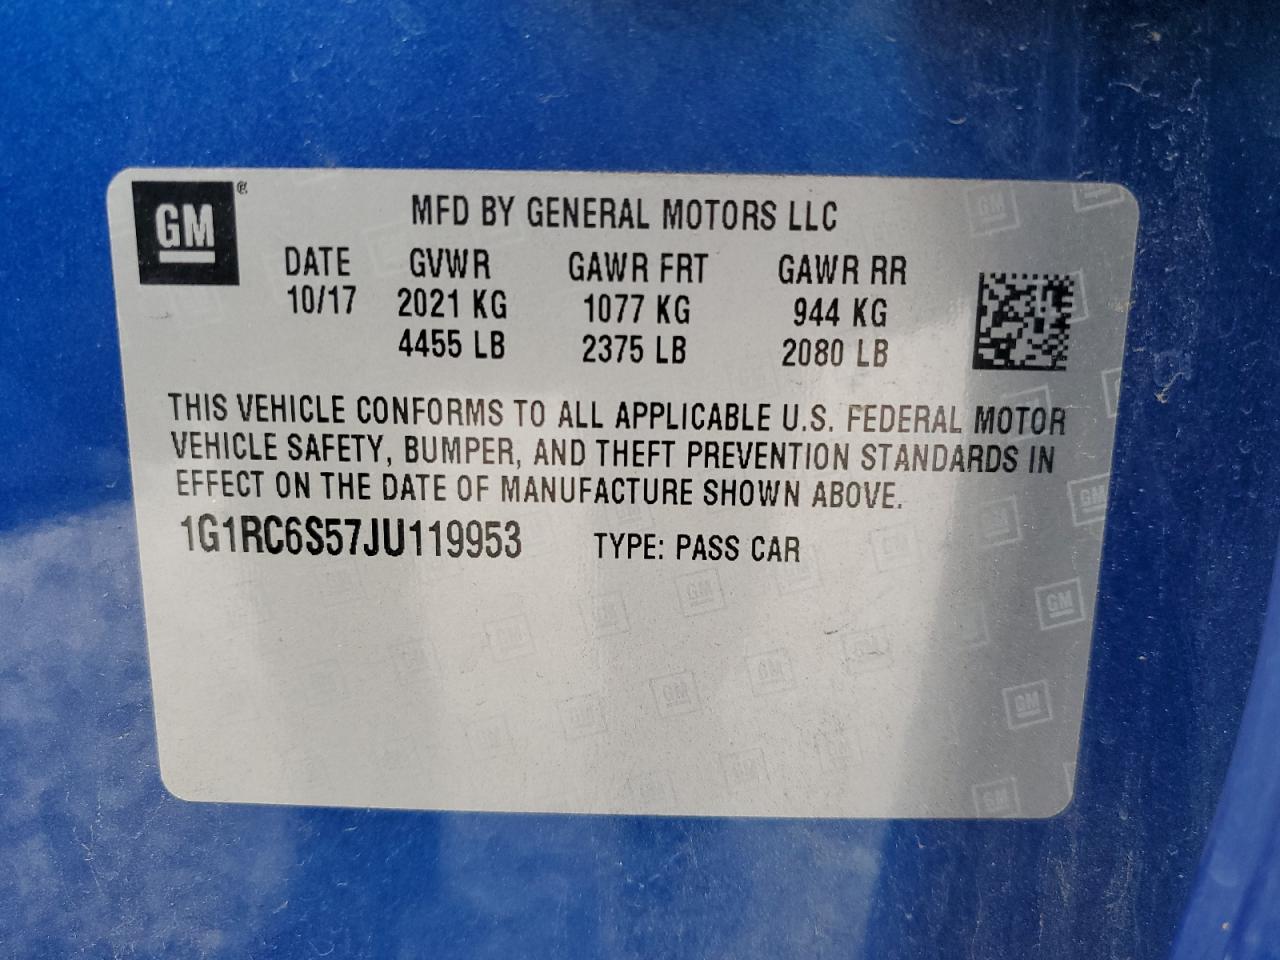 GM®
MFD BY GENERAL MOTORS LLC
DATE GVWR GAWR FRT GAWR RR
10/17 2021 KG 1077 KG 944 KG
4455 LB 2375 LB 2080 LB
THIS VEHICLE CONFORMS TO ALL APPLICABLE U.S. FEDERAL MOTOR
VEHICLE SAFETY, BUMPER, AND THEFT PREVENTION STANDARDS IN
EFFECT ON THE DATE OF MANUFACTURE SHOWN ABOVE.
1G1RC6S57JU119953 TYPE: PASS CAR